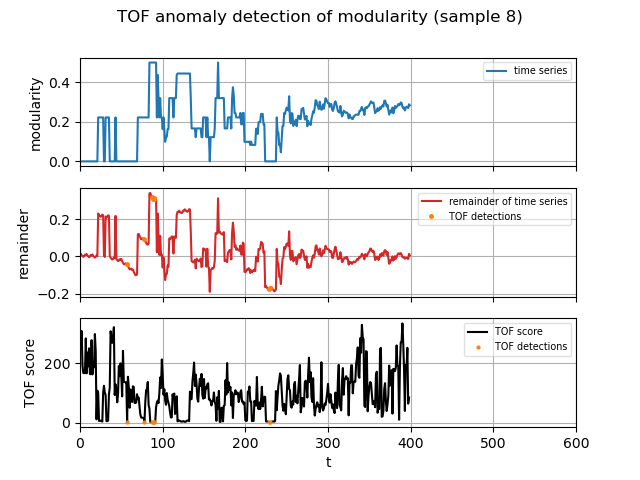 TOF anomaly detection of modularity (sample 8)
modularity
0.4
0.2
0.0
time series
remainder
0.2
0.0
−0.2
remainder of time series
TOF detections
TOF score
200
0
TOF score
TOF detections
0 100 200 300 400 500 600
t